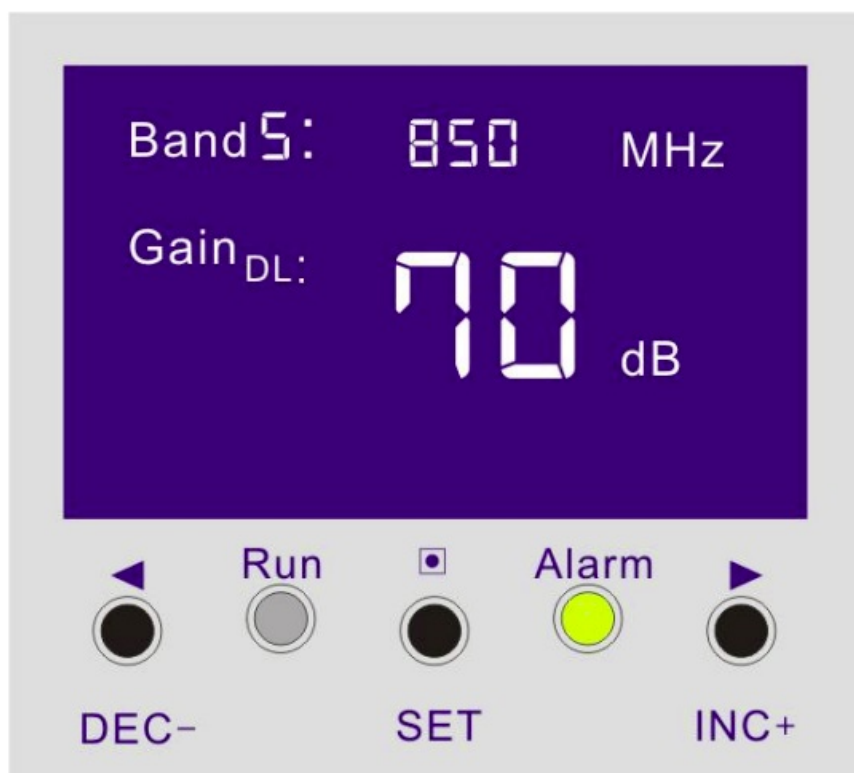 Band 5: 850 MHz
Gain DL: 70 dB
Run Alarm
DEC- SET INC+